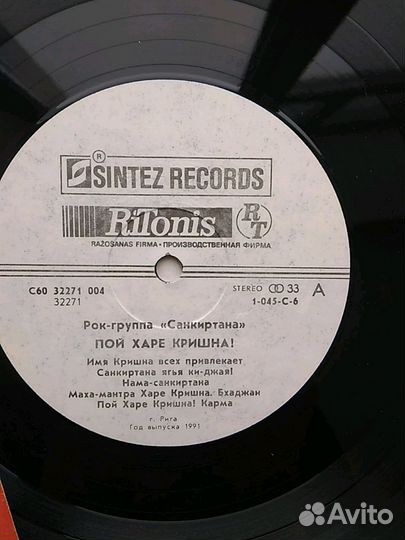 ®
SINTEZ RECORDS
RiTonis RT
RAŽOŠANAS FIRMA • ПРОИЗВОДСТВЕННАЯ ФИРМА
С60 32271 004 STEREO 33 A
32271 1-045-C-6
Рок-группа «Санкиртана»
ПОЙ ХАРЕ КРИШНА!
Имя Кришна всех привлекает
Санкиртана ягья ки-джая!
Нама-санкиртана
Маха-мантра Харе Кришна. Бхаджан
Пой Харе Кришна! Карма
г. Рига
Год выпуска 1991
Avito